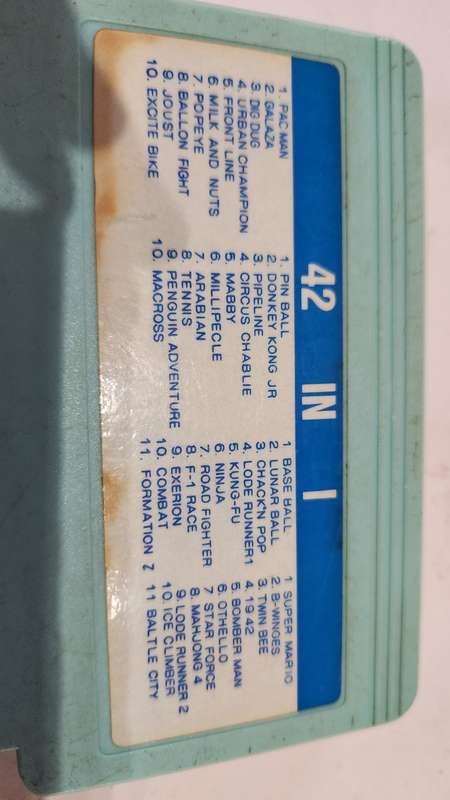 42 IN 1
1. PAC MAN
2. GALAZA
3. DIG DUG
4. URBAN CHAMPION
5. FRONT LINE
6. MILK AND NUTS
7. POPEYE
8. BALLON FIGHT
9. JOUST
10. EXCITE BIKE
1. PIN BALL
2. DONKEY KONG JR
3. PIPELINE
4. CIRCUS CHABLIE
5. MABBY
6. MILLIPECLE
7. ARABIAN
8. TENNIS
9. PENGUIN ADVENTURE
10. MACROSS
1 BASE BALL
2. LUNAR BALL
3. CHACK'N POP
4. LODE RUNNER1
5. KUNG-FU
6 NINJA
7. ROAD FIGHTER
8. F-1 RACE
9. EXERION
10. COMBAT
11. FORMATION Z
1 SUPER MARIO
2. B-WINGES
3. TWIN BEE
4. 1942
5. BOMBER MAN
6. OTHELLO
7 STAR FORCE
8. MAHJONG 4
9. LODE RUNNER 2
10. ICE CLIMBER
11 BALTLE CITY